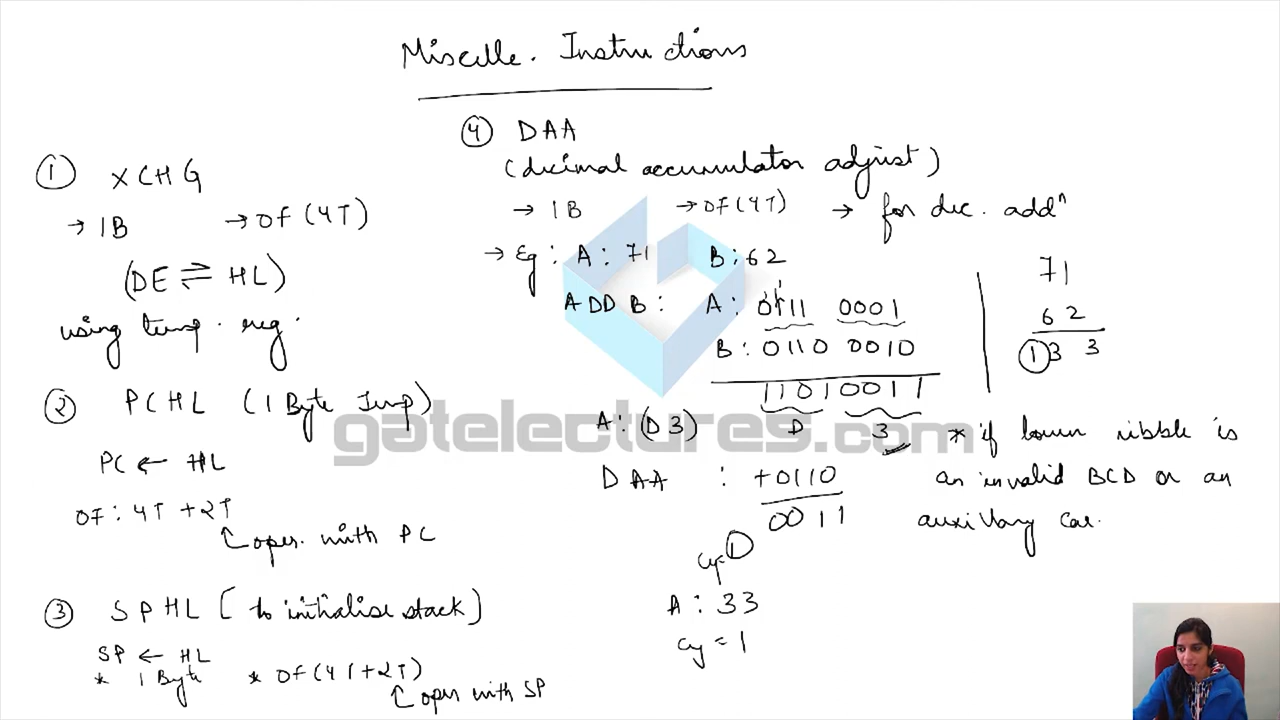 Miscelle. Instructions
① XCHG
→ 1B → OF (4T)
(DE ⇌ HL)
using temp. reg.
② PCHL (1 Byte Jump)
PC ← HL
OF: 4T + 2T
oper. with PC
③ SPHL [to initialise stack)
SP ← HL
* 1 Byte * OF (4T+2T)
oper with SP
④ DAA
(decimal accumulator adjust)
→ 1B → OF (4T) → for dec. addⁿ
→ Eg: A: 71 B: 62
ADD B: A: 0111 0001
B: 0110 0010
11010011
A: (D3) D 3
DAA : +0110
0011
Cy= ①
A: 33
Cy = 1
71
62
①3 3
* if lower nibble is
an invalid BCD or an
auxillary car.
gatelectures.com